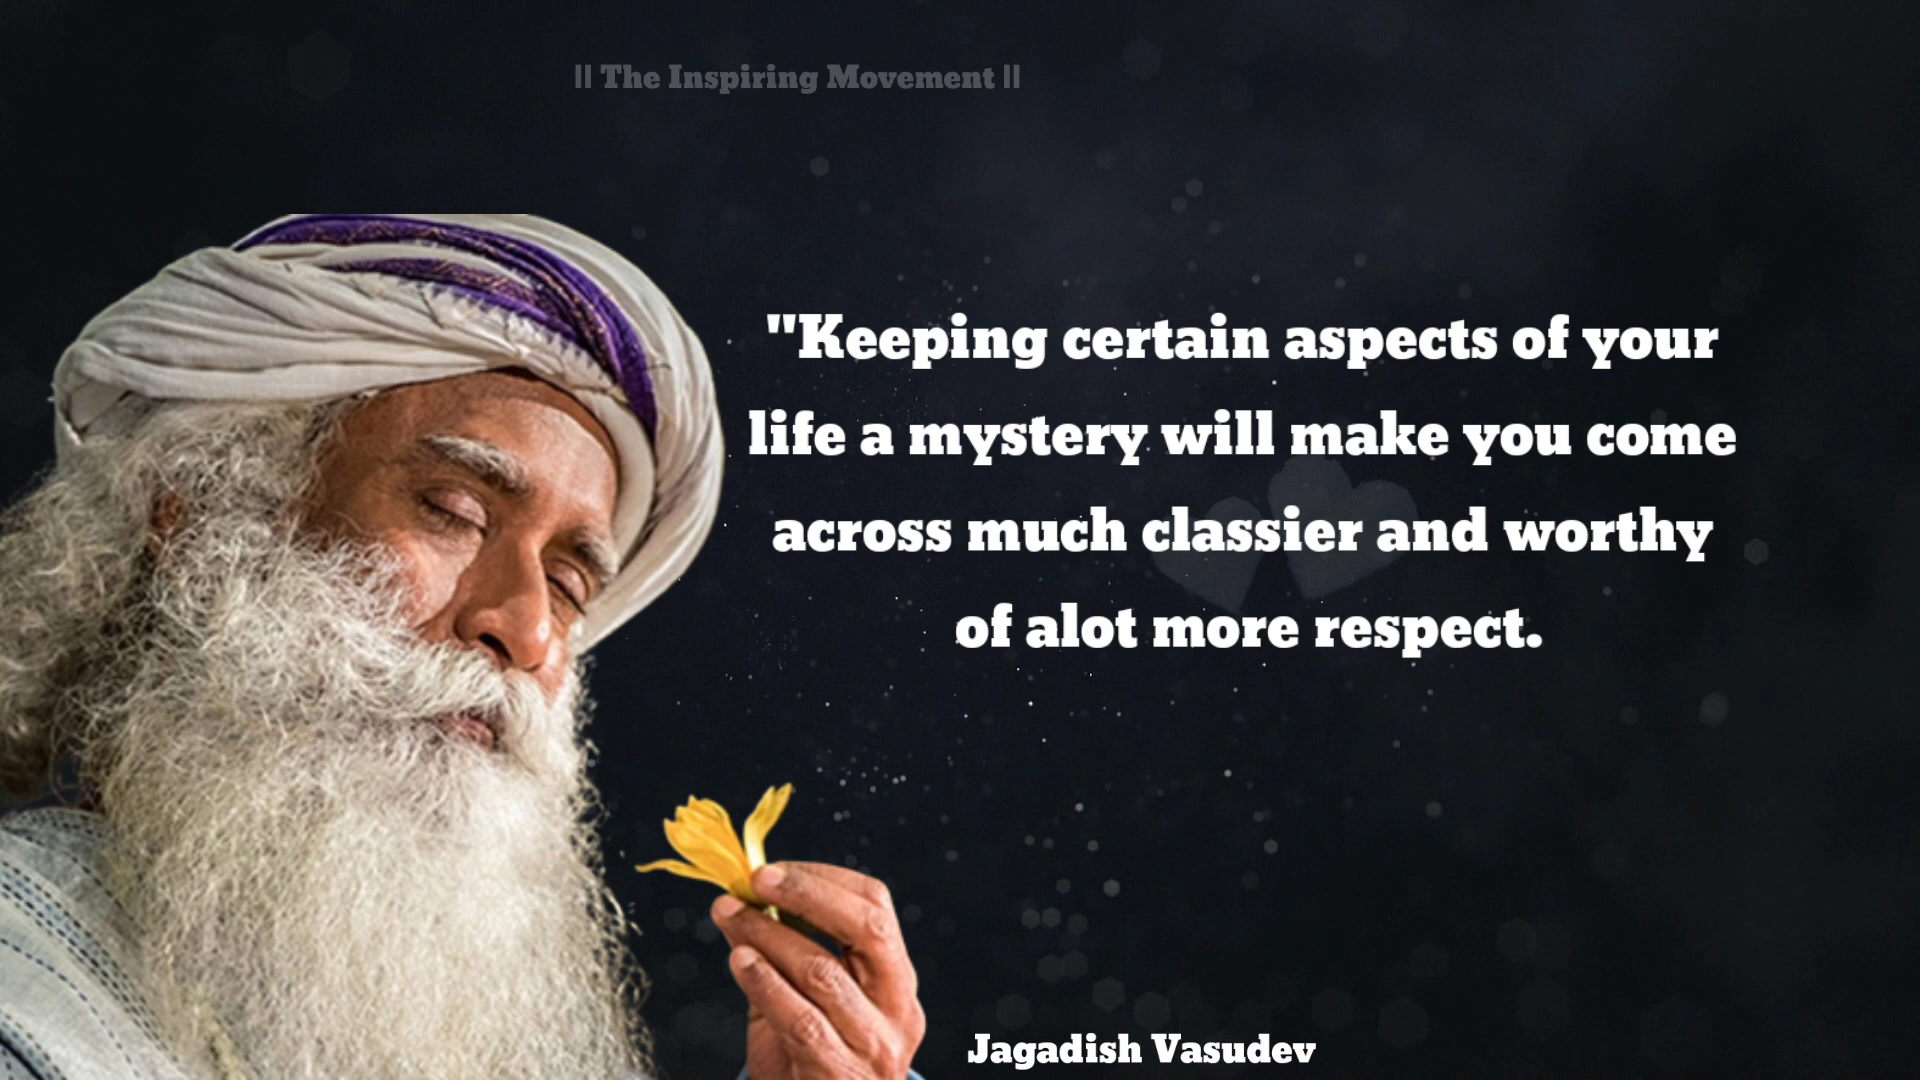 || The Inspiring Movement ||
"Keeping certain aspects of your
life a mystery will make you come
across much classier and worthy
of alot more respect.
Jagadish Vasudev